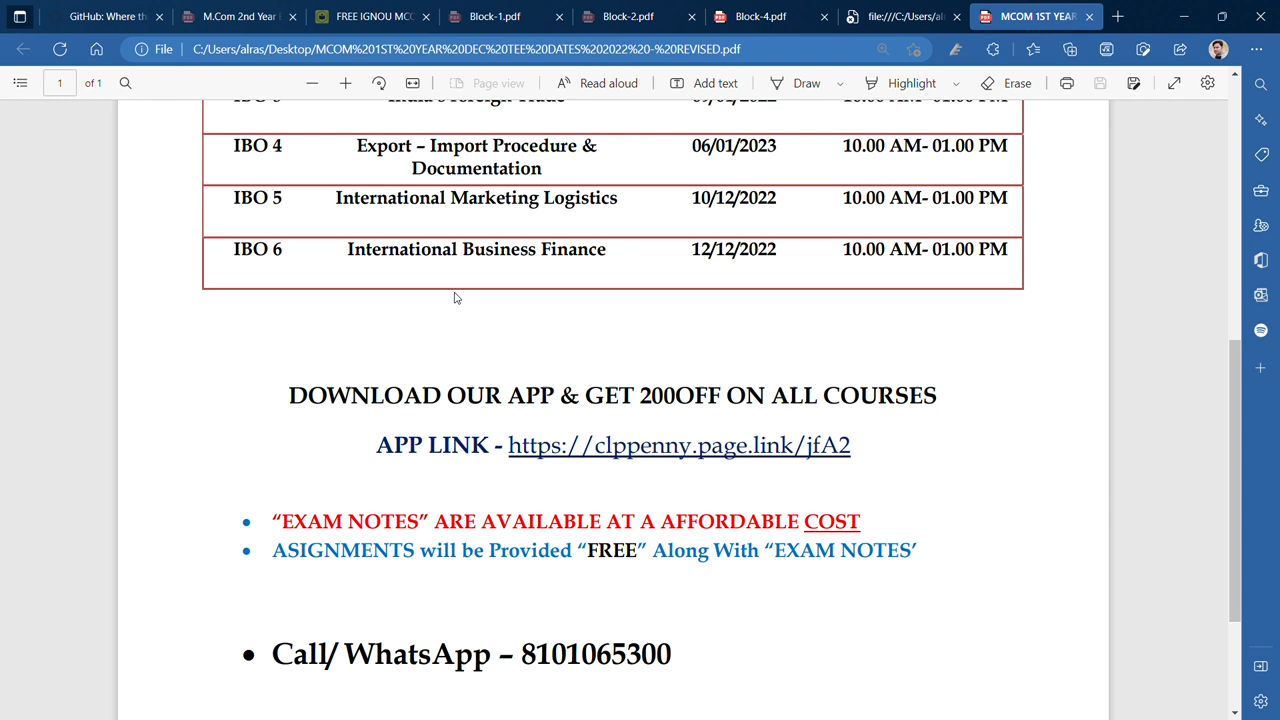 GitHub: Where th
M.Com 2nd Year
FREE IGNOU MCO
Block-1.pdf
Block-2.pdf
Block-4.pdf
file:///C:/Users/al
MCOM 1ST YEAR
File
C:/Users/alras/Desktop/MCOM%201ST%20YEAR%20DEC%20TEE%20DATES%202022%20-%20REVISED.pdf
1 of 1
Page view
Read aloud
Add text
Draw
Highlight
Erase
IBO 4 Export – Import Procedure & 06/01/2023 10.00 AM- 01.00 PM
Documentation
IBO 5 International Marketing Logistics 10/12/2022 10.00 AM- 01.00 PM
IBO 6 International Business Finance 12/12/2022 10.00 AM- 01.00 PM
DOWNLOAD OUR APP & GET 200OFF ON ALL COURSES
APP LINK - https://clppenny.page.link/jfA2
• “EXAM NOTES” ARE AVAILABLE AT A AFFORDABLE COST
• ASIGNMENTS will be Provided “FREE” Along With “EXAM NOTES’
• Call/ WhatsApp – 8101065300